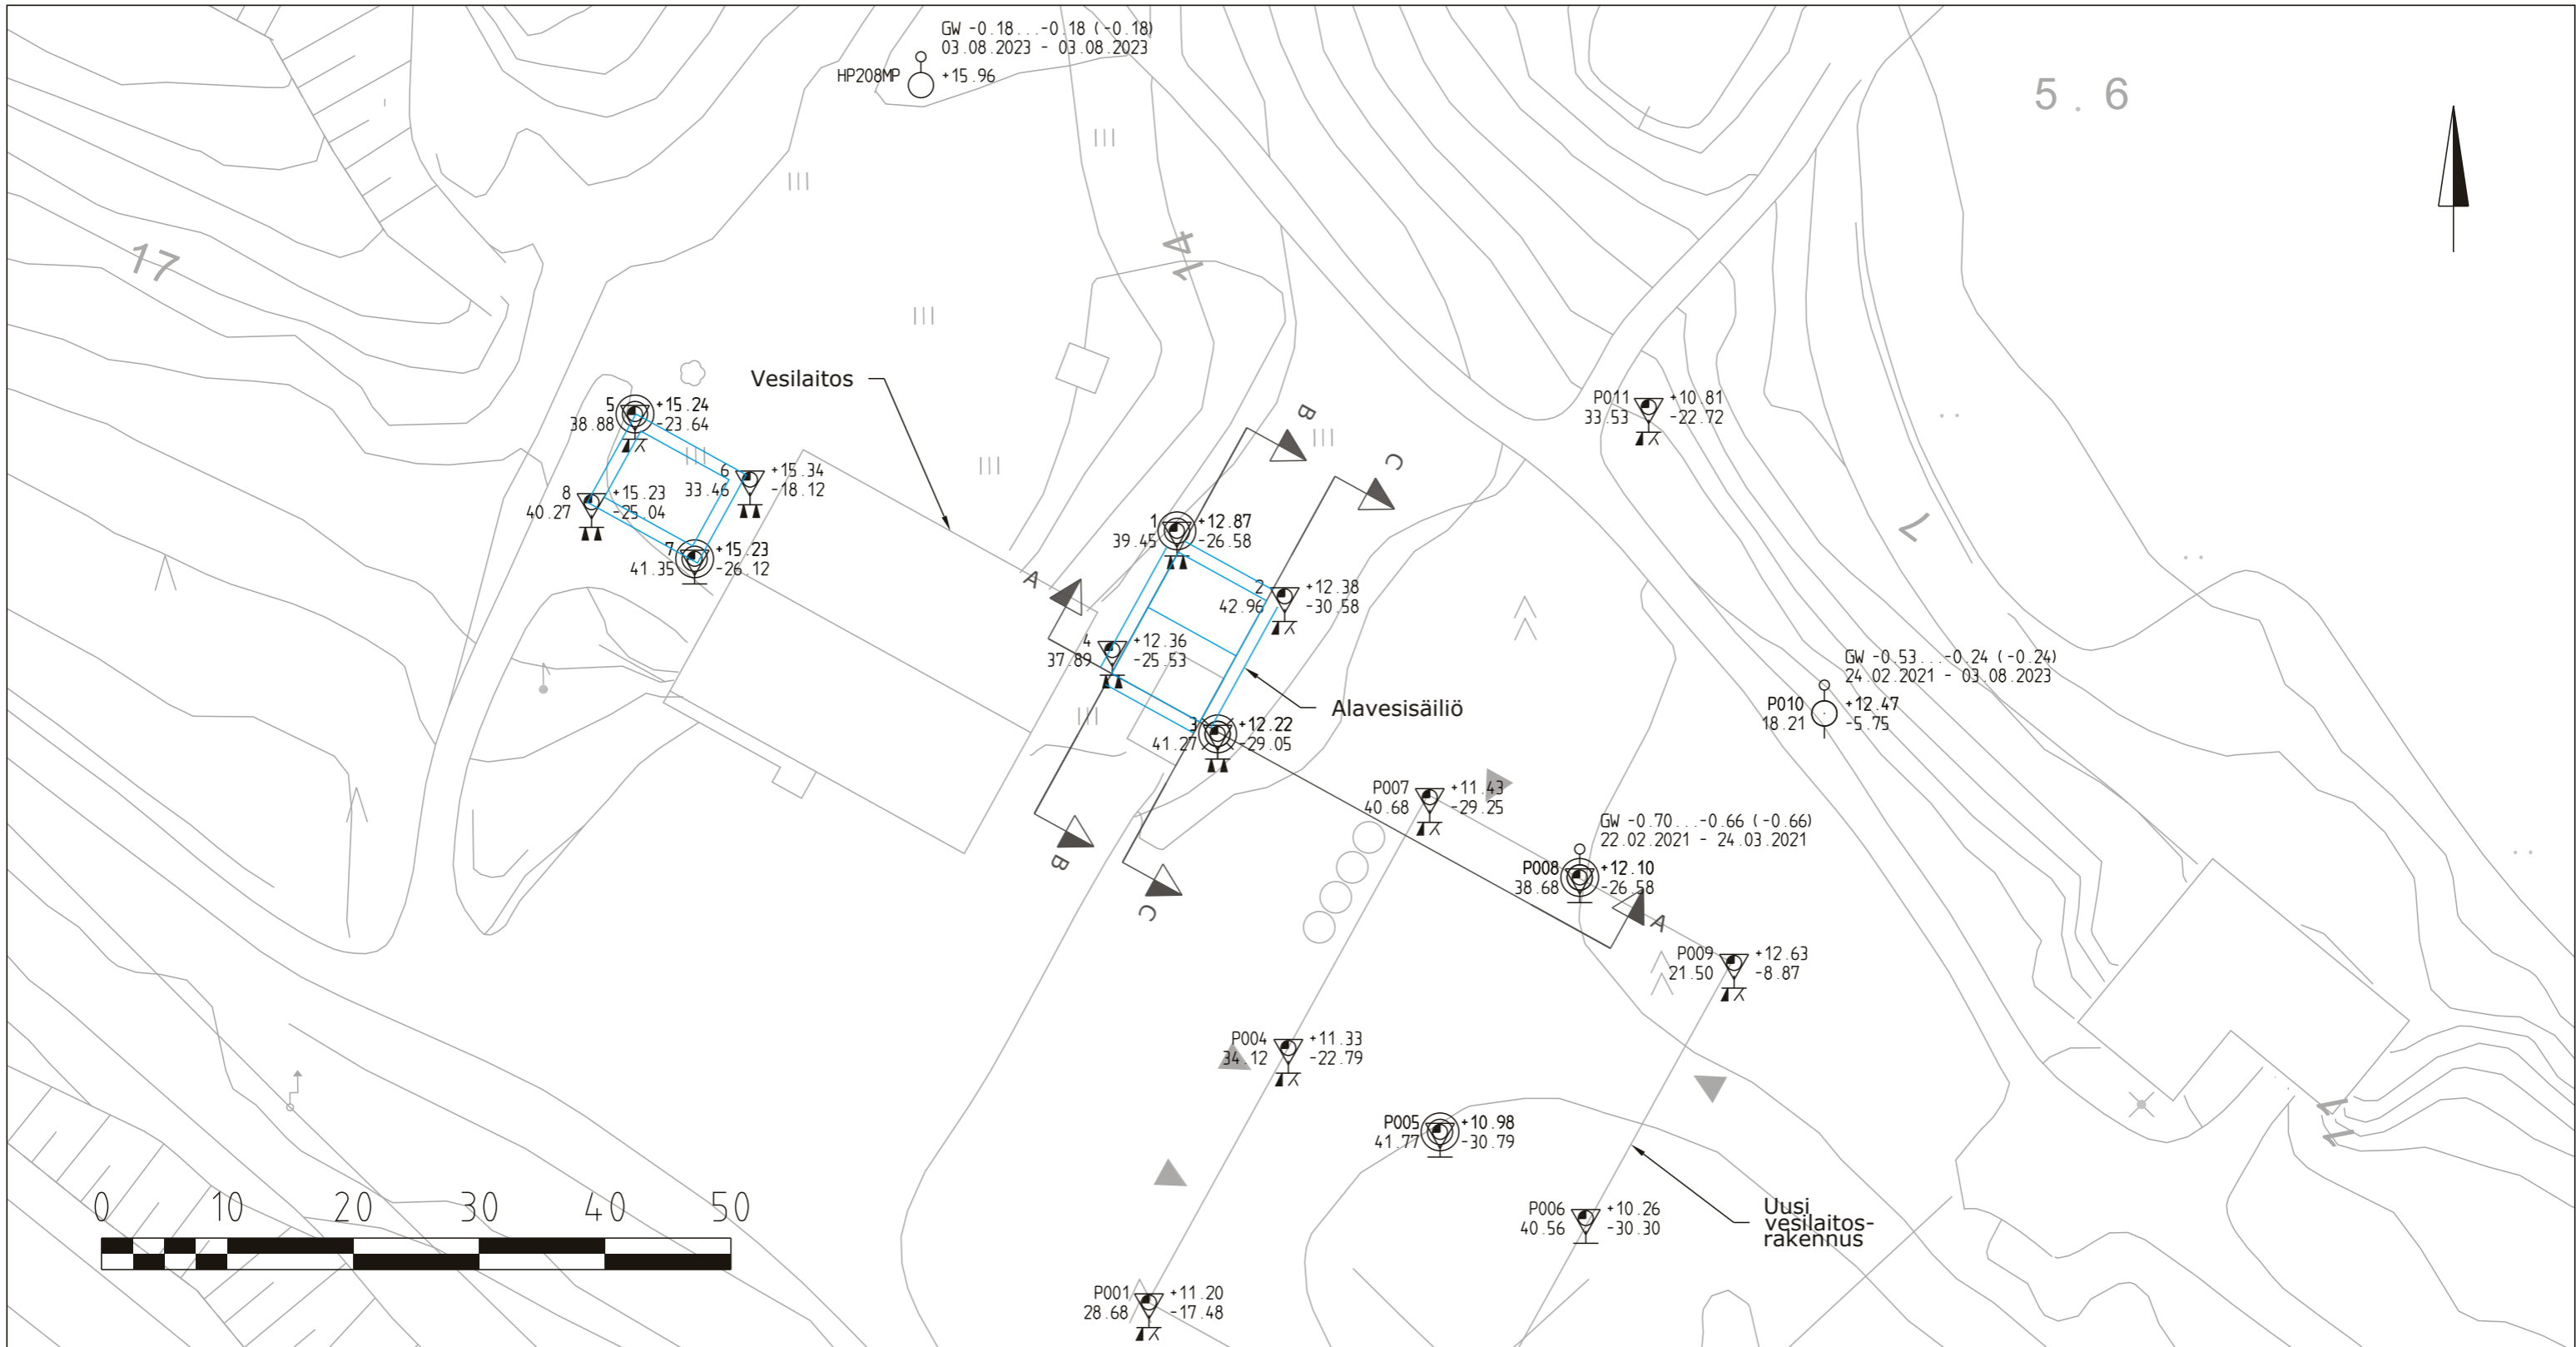 GW -0.18...-0.18 (-0.18)
03.08.2023 - 03.08.2023
HP208MP +15.96
5.6
17
14
Vesilaitos
5 +15.24
38.88 -23.64
6 +15.34
33.46 -18.12
8 +15.23
40.27 -25.04
7 +15.23
41.35 -26.12
B
C
P011 +10.81
33.53 -22.72
7
1 +12.87
39.45 -26.58
A
2 +12.38
42.96 -30.58
4 +12.36
37.89 -25.53
GW -0.53...-0.24 (-0.24)
24.02.2021 - 03.08.2023
P010 +12.47
18.21 -5.75
Alavesisäiliö
3 +12.22
41.27 -29.05
P007 +11.43
40.68 -29.25
GW -0.70...-0.66 (-0.66)
22.02.2021 - 24.03.2021
P008 +12.10
38.68 -26.58
B
C
A
P009 +12.63
21.50 -8.87
P004 +11.33
34.12 -22.79
P005 +10.98
41.77 -30.79
P006 +10.26
40.56 -30.30
Uusi
vesilaitos-
rakennus
0 10 20 30 40 50
P001 +11.20
28.68 -17.48